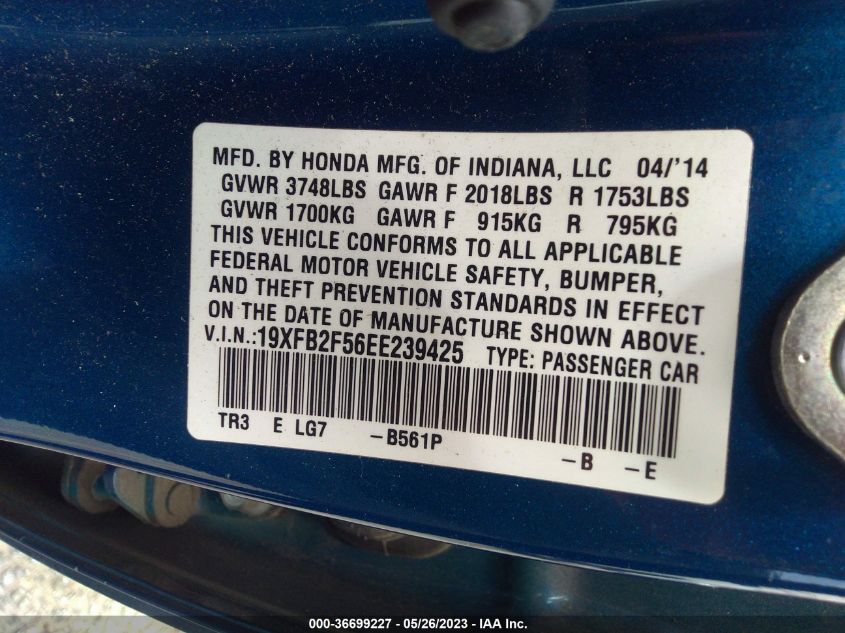 MFD. BY HONDA MFG. OF INDIANA, LLC 04/'14
GVWR 3748LBS GAWR F 2018LBS R 1753LBS
GVWR 1700KG GAWR F 915KG R 795KG
THIS VEHICLE CONFORMS TO ALL APPLICABLE
FEDERAL MOTOR VEHICLE SAFETY, BUMPER,
AND THEFT PREVENTION STANDARDS IN EFFECT
ON THE DATE OF MANUFACTURE SHOWN ABOVE.
V.I.N.:19XFB2F56EE239425 TYPE: PASSENGER CAR
TR3 E LG7 -B561P -B -E
000-36699227 - 05/26/2023 - IAA Inc.